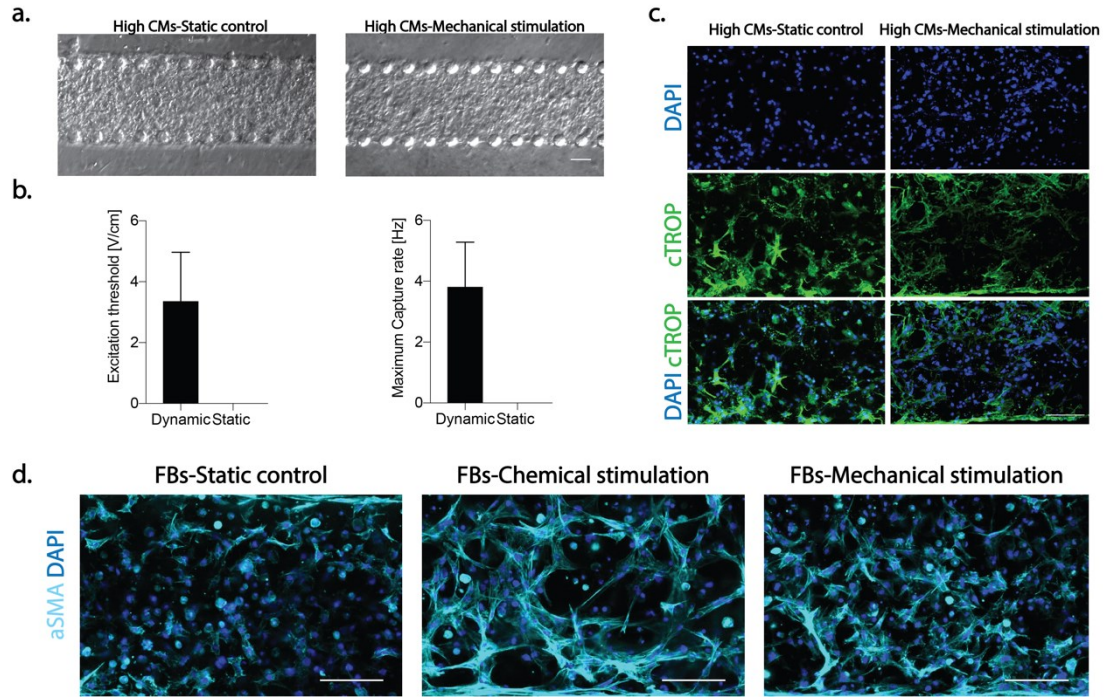 a.
High CMs-Static control
High CMs-Mechanical stimulation
b.
Excitation threshold [V/cm]
6
4
2
0
Dynamic Static
Maximum Capture rate [Hz]
6
4
2
0
Dynamic Static
c.
High CMs-Static control
High CMs-Mechanical stimulation
DAPI
cTROP
DAPI cTROP
d.
FBs-Static control
FBs-Chemical stimulation
FBs-Mechanical stimulation
aSMA DAPI